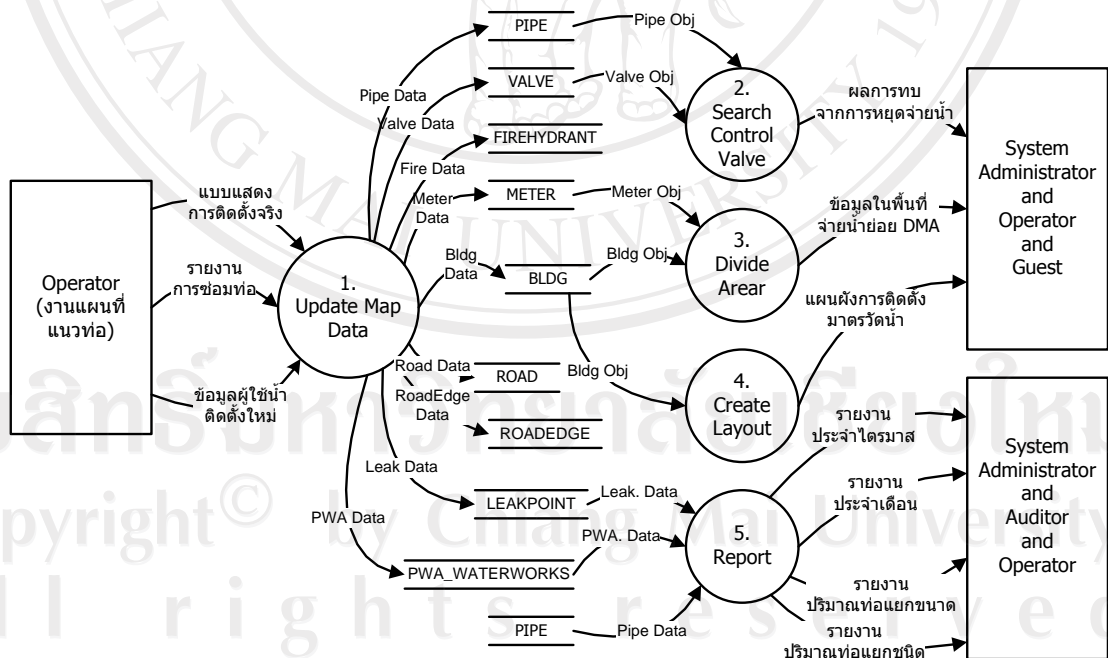 Operator
(งานแผนที่
แนวท่อ)
แบบแสดง
การติดตั้งจริง
รายงาน
การซ่อมท่อ
ข้อมูลผู้ใช้น้ำ
ติดตั้งใหม่
1.
Update Map
Data
Pipe Data
Valve Data
Fire Data
Meter
Data
Bldg
Data
Road Data
RoadEdge
Data
Leak Data
PWA Data
PIPE
VALVE
FIREHYDRANT
METER
BLDG
ROAD
ROADEDGE
LEAKPOINT
PWA_WATERWORKS
PIPE
Pipe Obj
Valve Obj
Meter Obj
Bldg Obj
Bldg Obj
Leak. Data
PWA. Data
Pipe Data
2.
Search
Control
Valve
3.
Divide
Arear
4.
Create
Layout
5.
Report
ผลการทบ
จากการหยุดจ่ายน้ำ
ข้อมูลในพื้นที่
จ่ายน้ำย่อย DMA
แผนผังการติดตั้ง
มาตรวัดน้ำ
รายงาน
ประจำไตรมาส
รายงาน
ประจำเดือน
รายงาน
ปริมาณท่อแยกขนาด
รายงาน
ปริมาณท่อแยกชนิด
System
Administrator
and
Operator
and
Guest
System
Administrator
and
Auditor
and
Operator
CHIANG MAI UNIVERSITY 19
สิทธิ์มหาวิทยาลัยเชียงใหม่
opyright© by Chiang Mai University
ll rights reserved